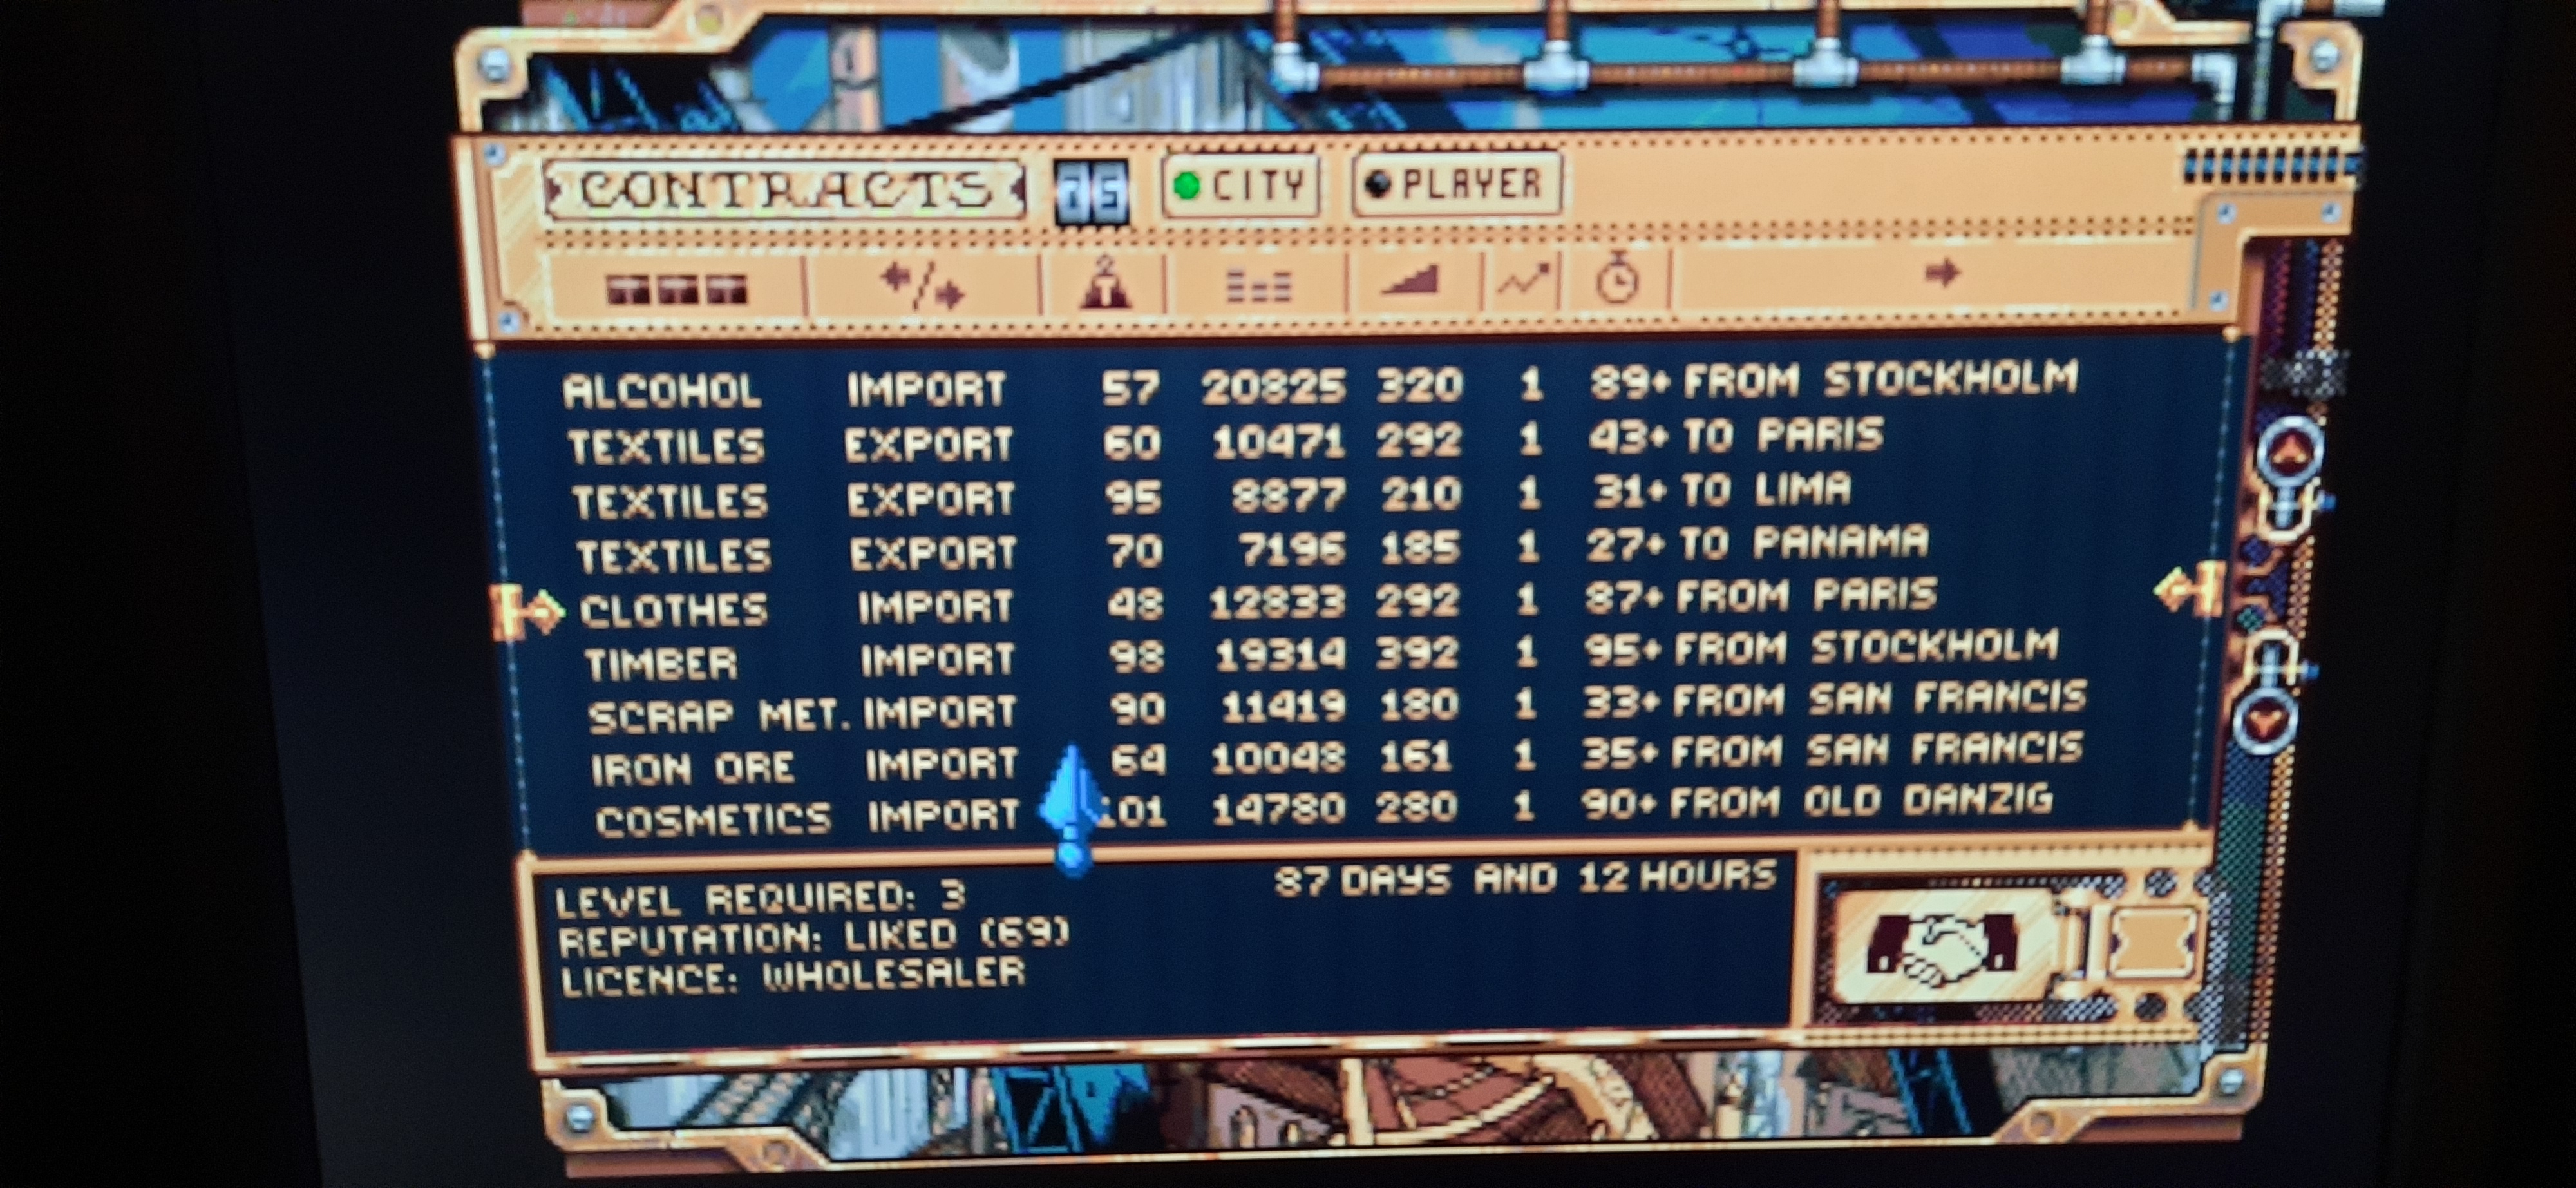 CONTRACTS CITY PLAYER
ALCOHOL IMPORT 57 20825 320 1 89+ FROM STOCKHOLM
TEXTILES EXPORT 60 10471 292 1 43+ TO PARIS
TEXTILES EXPORT 95 8877 210 1 31+ TO LIMA
TEXTILES EXPORT 70 7196 185 1 27+ TO PANAMA
CLOTHES IMPORT 48 12833 292 1 87+ FROM PARIS
TIMBER IMPORT 98 19314 392 1 95+ FROM STOCKHOLM
SCRAP MET. IMPORT 90 11419 180 1 33+ FROM SAN FRANCIS
IRON ORE IMPORT 64 10048 161 1 35+ FROM SAN FRANCIS
COSMETICS IMPORT 101 14780 280 1 90+ FROM OLD DANZIG
LEVEL REQUIRED: 3 87 DAYS AND 12 HOURS
REPUTATION: LIKED (69)
LICENCE: WHOLESALER